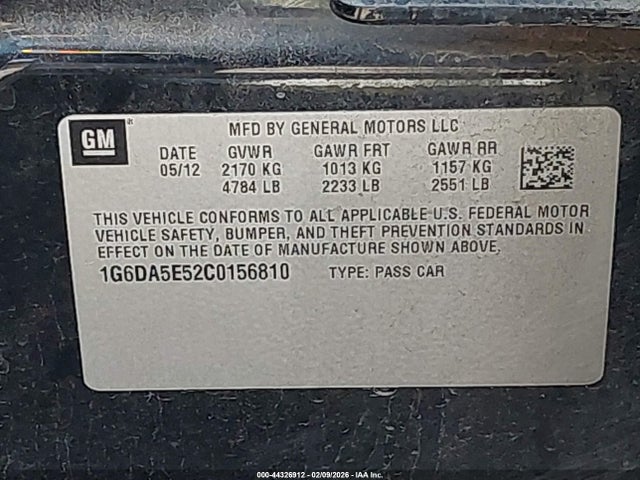 GM ®
MFD BY GENERAL MOTORS LLC
DATE GVWR GAWR FRT GAWR RR
05/12 2170 KG 1013 KG 1157 KG
4784 LB 2233 LB 2551 LB
THIS VEHICLE CONFORMS TO ALL APPLICABLE U.S. FEDERAL MOTOR
VEHICLE SAFETY, BUMPER, AND THEFT PREVENTION STANDARDS IN
EFFECT ON THE DATE OF MANUFACTURE SHOWN ABOVE.
1G6DA5E52C0156810 TYPE: PASS CAR
000-44326912 - 02/09/2026 - IAA Inc.